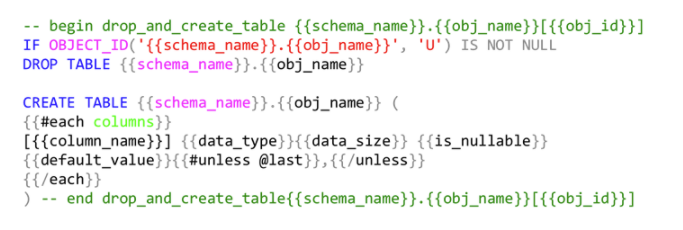 -- begin drop_and_create_table {{schema_name}}.{{obj_name}}[{{obj_id}}]
IF OBJECT_ID('{{schema_name}}.{{obj_name}}', 'U') IS NOT NULL
DROP TABLE {{schema_name}}.{{obj_name}}

CREATE TABLE {{schema_name}}.{{obj_name}} (
{{#each columns}}
[{{column_name}}] {{data_type}}{{data_size}} {{is_nullable}}
{{default_value}}{{#unless @last}},{{/unless}}
{{/each}}
) -- end drop_and_create_table{{schema_name}}.{{obj_name}}[{{obj_id}}]